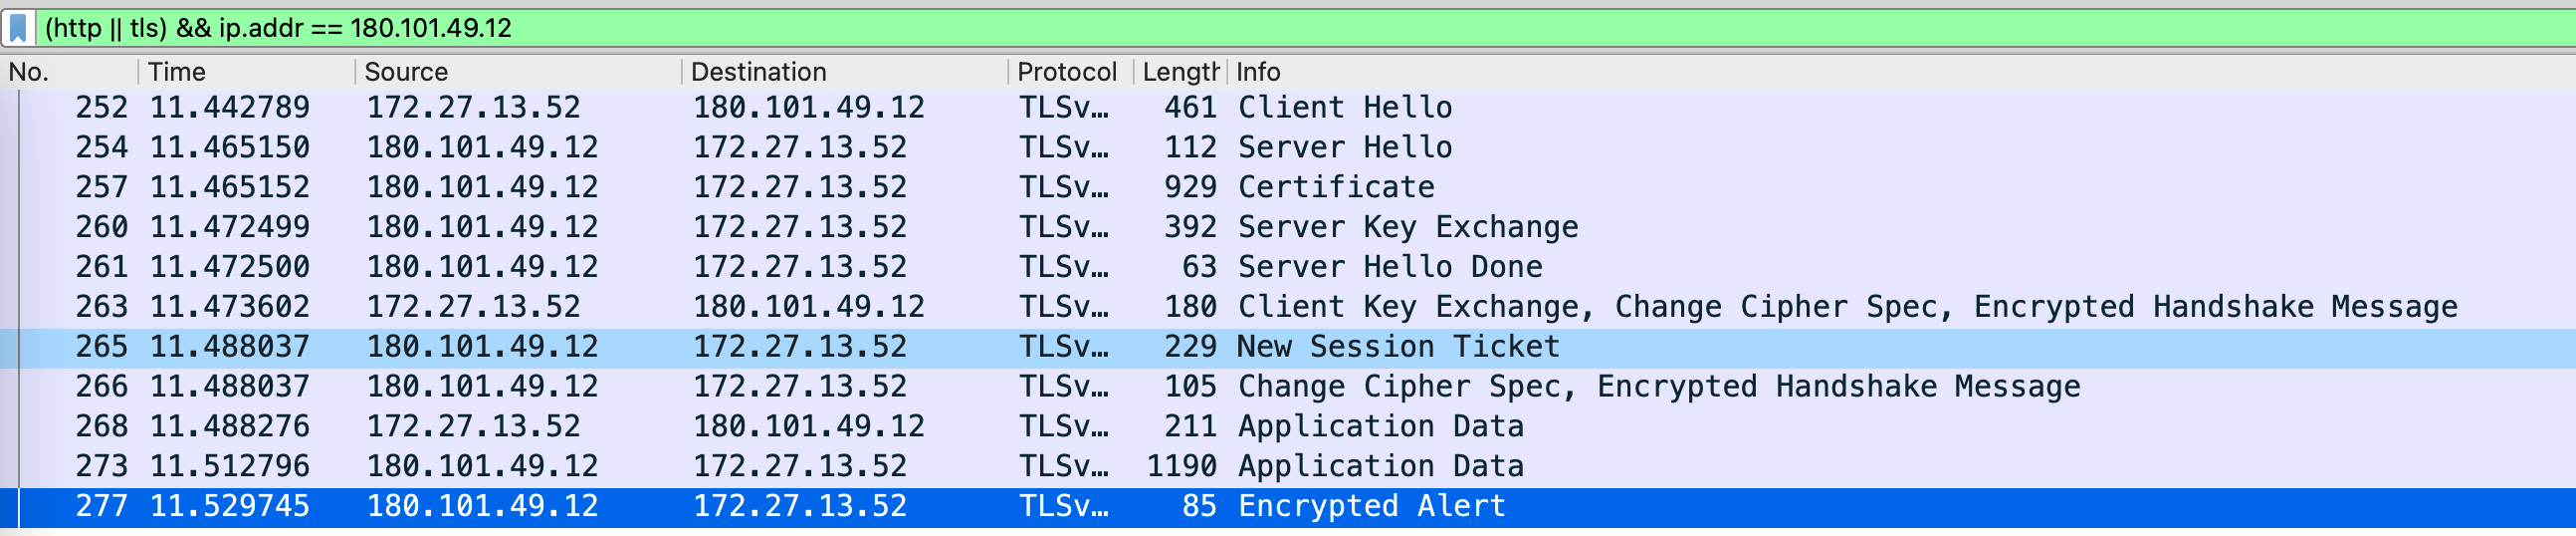 (http || tls) && ip.addr == 180.101.49.12
No. Time Source Destination Protocol Length Info
252 11.442789 172.27.13.52 180.101.49.12 TLSv… 461 Client Hello
254 11.465150 180.101.49.12 172.27.13.52 TLSv… 112 Server Hello
257 11.465152 180.101.49.12 172.27.13.52 TLSv… 929 Certificate
260 11.472499 180.101.49.12 172.27.13.52 TLSv… 392 Server Key Exchange
261 11.472500 180.101.49.12 172.27.13.52 TLSv… 63 Server Hello Done
263 11.473602 172.27.13.52 180.101.49.12 TLSv… 180 Client Key Exchange, Change Cipher Spec, Encrypted Handshake Message
265 11.488037 180.101.49.12 172.27.13.52 TLSv… 229 New Session Ticket
266 11.488037 180.101.49.12 172.27.13.52 TLSv… 105 Change Cipher Spec, Encrypted Handshake Message
268 11.488276 172.27.13.52 180.101.49.12 TLSv… 211 Application Data
273 11.512796 180.101.49.12 172.27.13.52 TLSv… 1190 Application Data
277 11.529745 180.101.49.12 172.27.13.52 TLSv… 85 Encrypted Alert